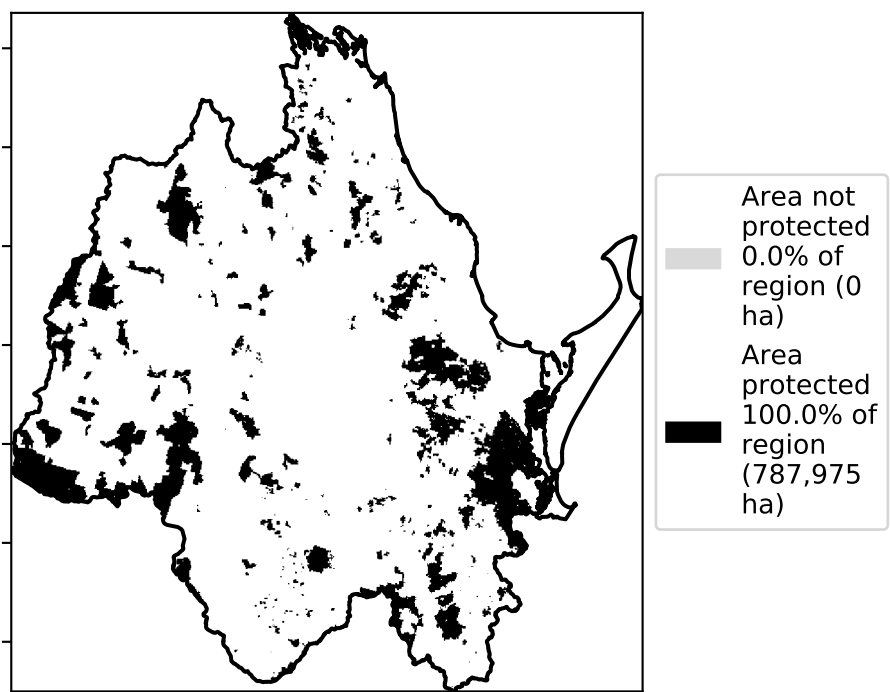 Area not
protected
0.0% of
region (0
ha)
Area
protected
100.0% of
region
(787,975
ha)